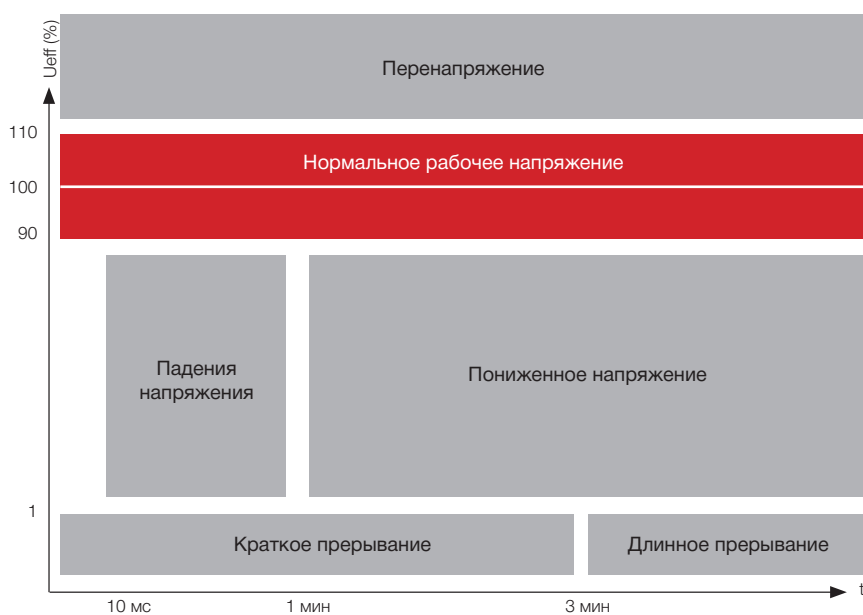 Ueff (%)
Перенапряжение
110
Нормальное рабочее напряжение
100
90
Падения
напряжения
Пониженное напряжение
1
Краткое прерывание
Длинное прерывание
t
10 мс
1 мин
3 мин